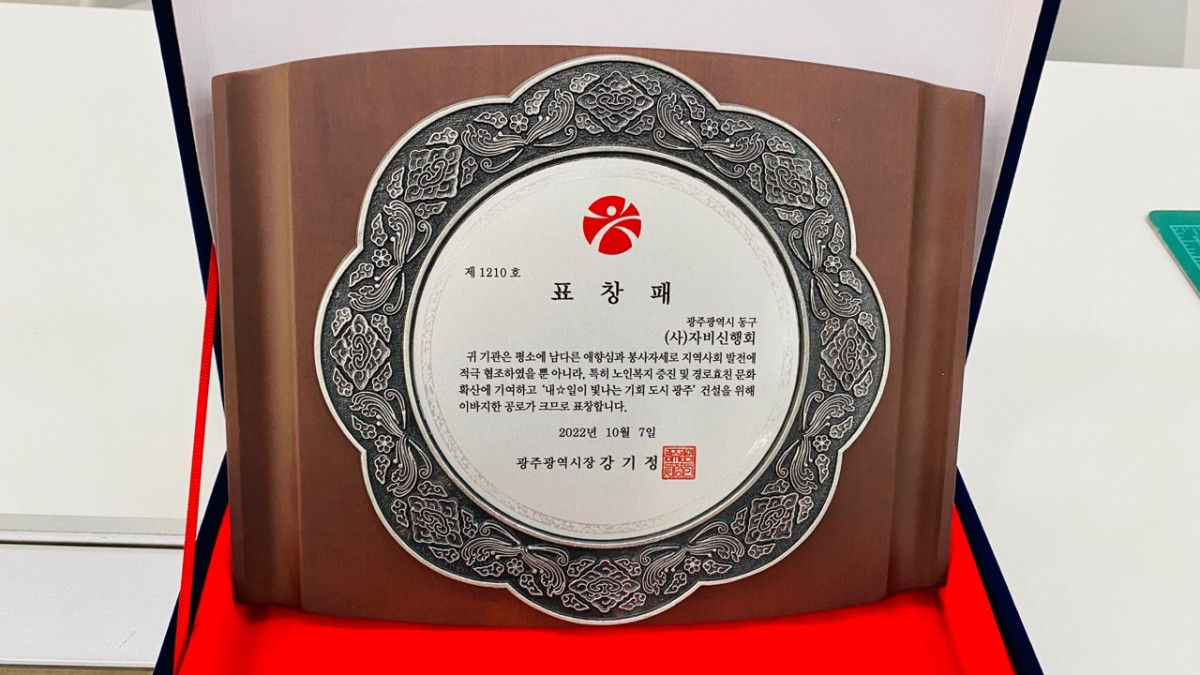 제 1210 호
표 창 패
광주광역시 동구
(사)자비신행회
귀 기관은 평소에 남다른 애향심과 봉사자세로 지역사회 발전에
적극 협조하였을 뿐 아니라, 특히 노인복지 증진 및 경로효친 문화
확산에 기여하고 '내☆일이 빛나는 기회 도시 광주' 건설을 위해
이바지한 공로가 크므로 표창합니다.
2022년 10월 7일
광주광역시장 강 기 정